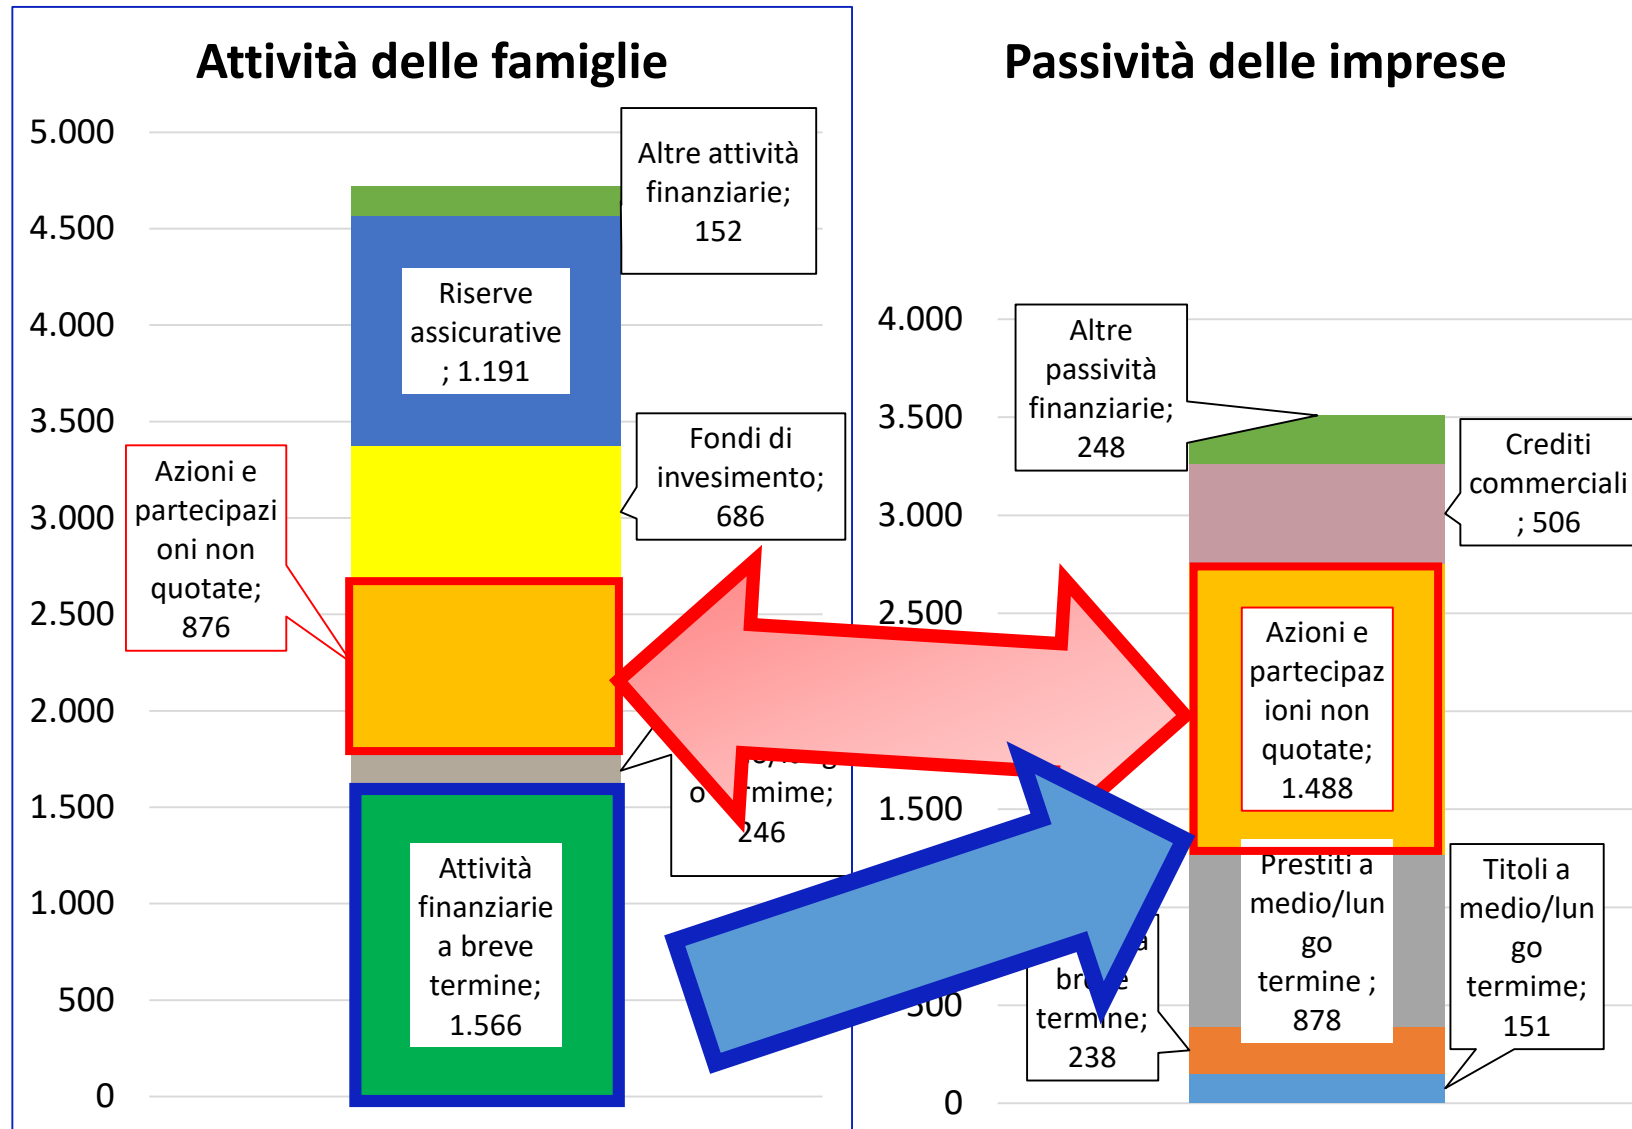 Attività delle famiglie
5.000
4.500
4.000
3.500
3.000
2.500
2.000
1.500
1.000
500
0
Altre attività
finanziarie;
152
Riserve
assicurative
; 1.191
Fondi di
invesimento;
686
Azioni e
partecipazi
oni non
quotate;
876
246
Attività
finanziarie
a breve
termine;
1.566
Passività delle imprese
4.000
3.500
3.000
2.500
1.500
0
Altre
passività
finanziarie;
248
Crediti
commerciali
; 506
Azioni e
partecipaz
ioni non
quotate;
1.488
Prestiti a
medio/lun
go
termine ;
878
Titoli a
medio/lun
go
termime;
151
a
breve
termine;
238